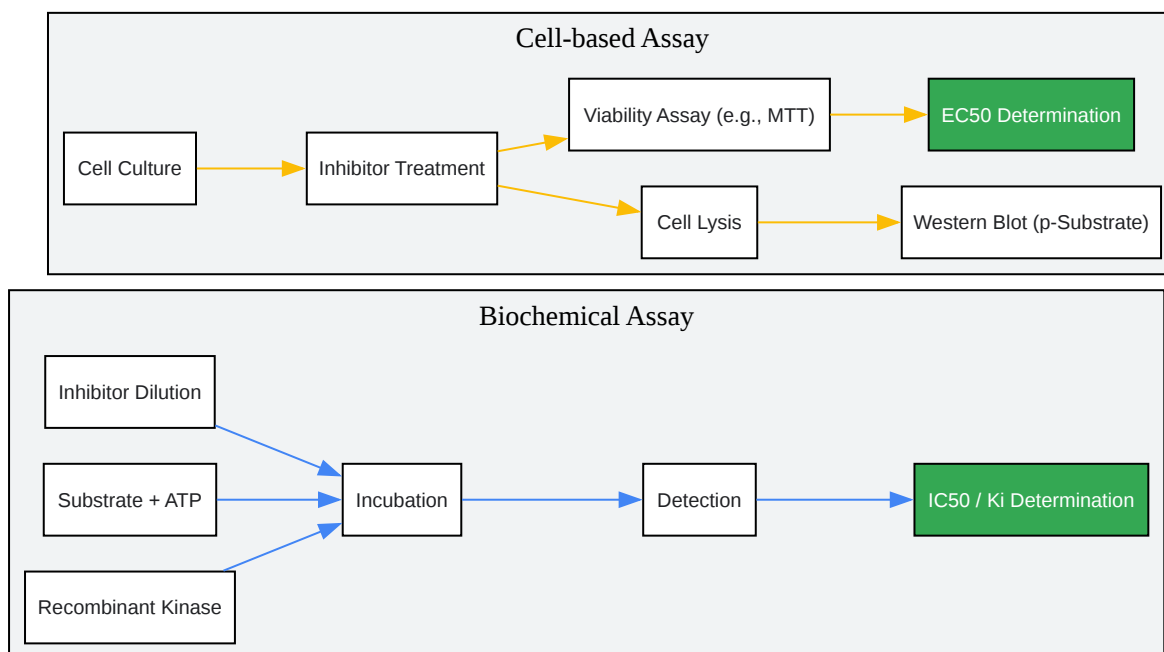 Cell-based Assay
Cell Culture
Inhibitor Treatment
Viability Assay (e.g., MTT)
EC50 Determination
Cell Lysis
Western Blot (p-Substrate)
Biochemical Assay
Inhibitor Dilution
Substrate + ATP
Recombinant Kinase
Incubation
Detection
IC50 / Ki Determination